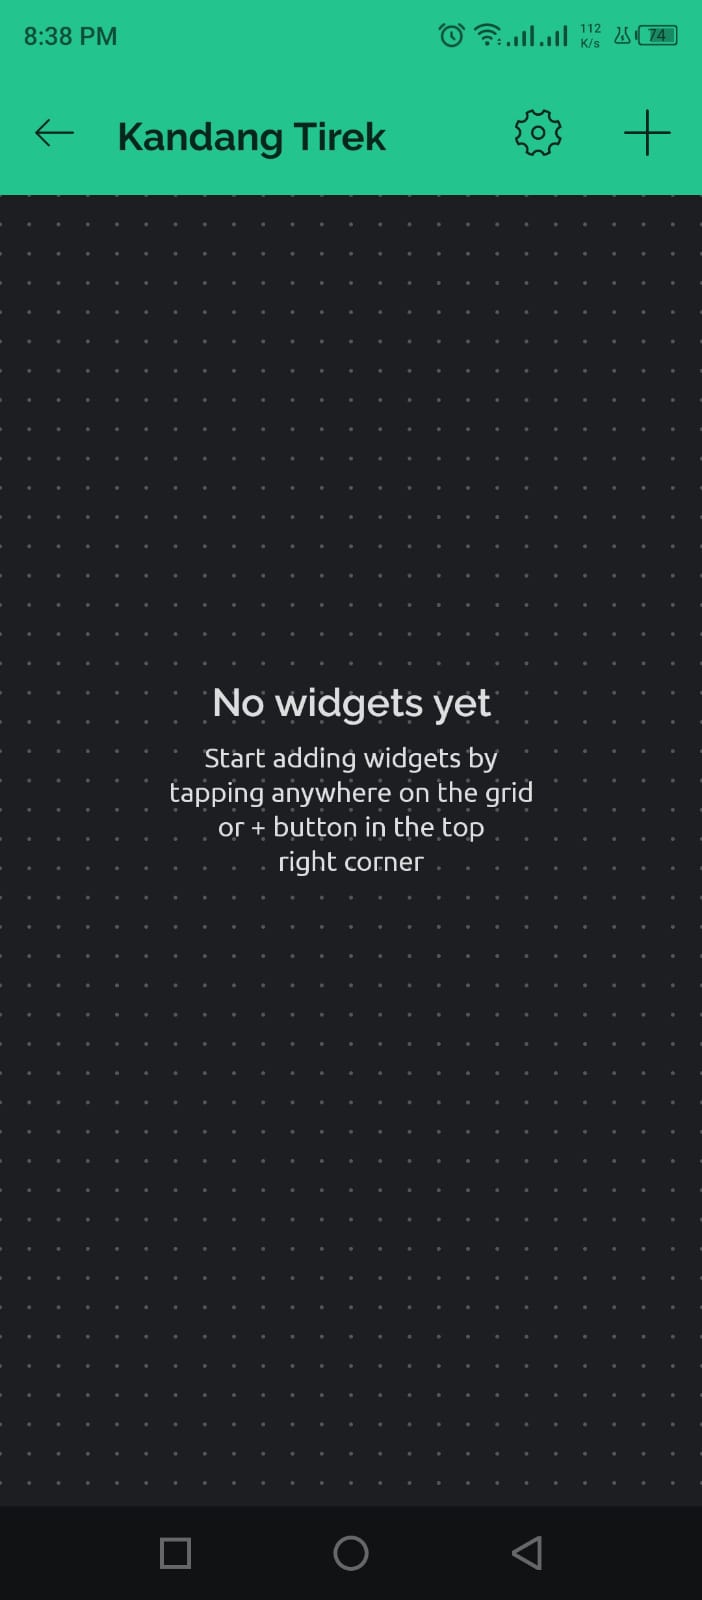 8:38 PM
112
K/s
74
Kandang Tirek
No widgets yet
Start adding widgets by
tapping anywhere on the grid
or + button in the top
right corner